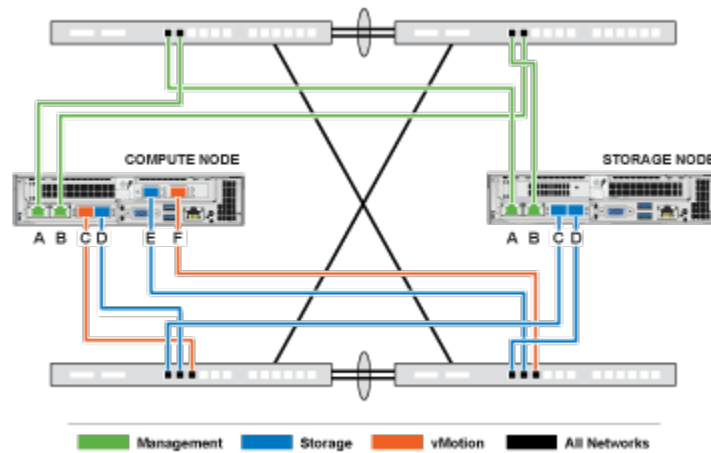 COMPUTE NODE
STORAGE NODE
A B C D E F
A B C D
Management Storage vMotion All Networks